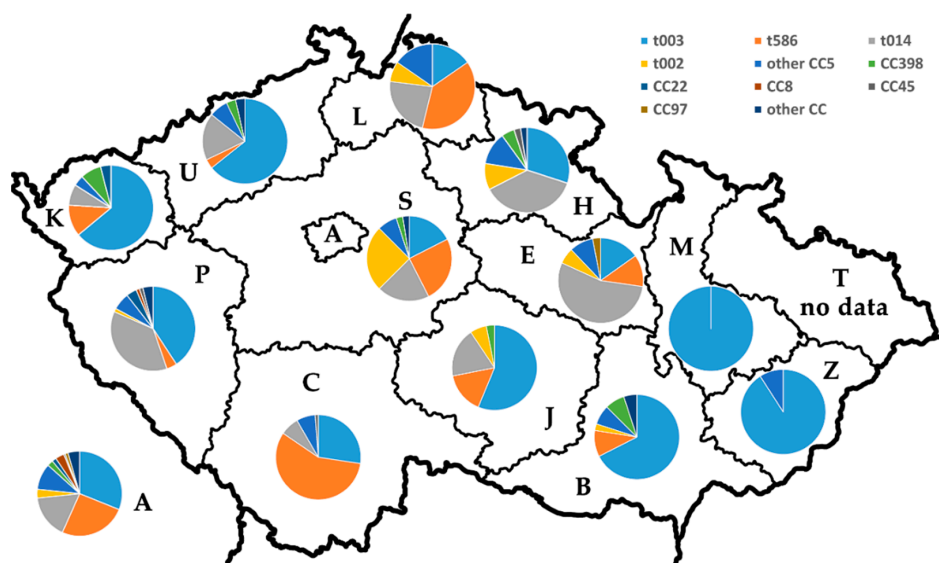 t003 t586 t014
t002 other CC5 CC398
CC22 CC8 CC45
CC97 other CC
L
U
K
S
A
H
E
M
P
T
no data
Z
C
J
B
A